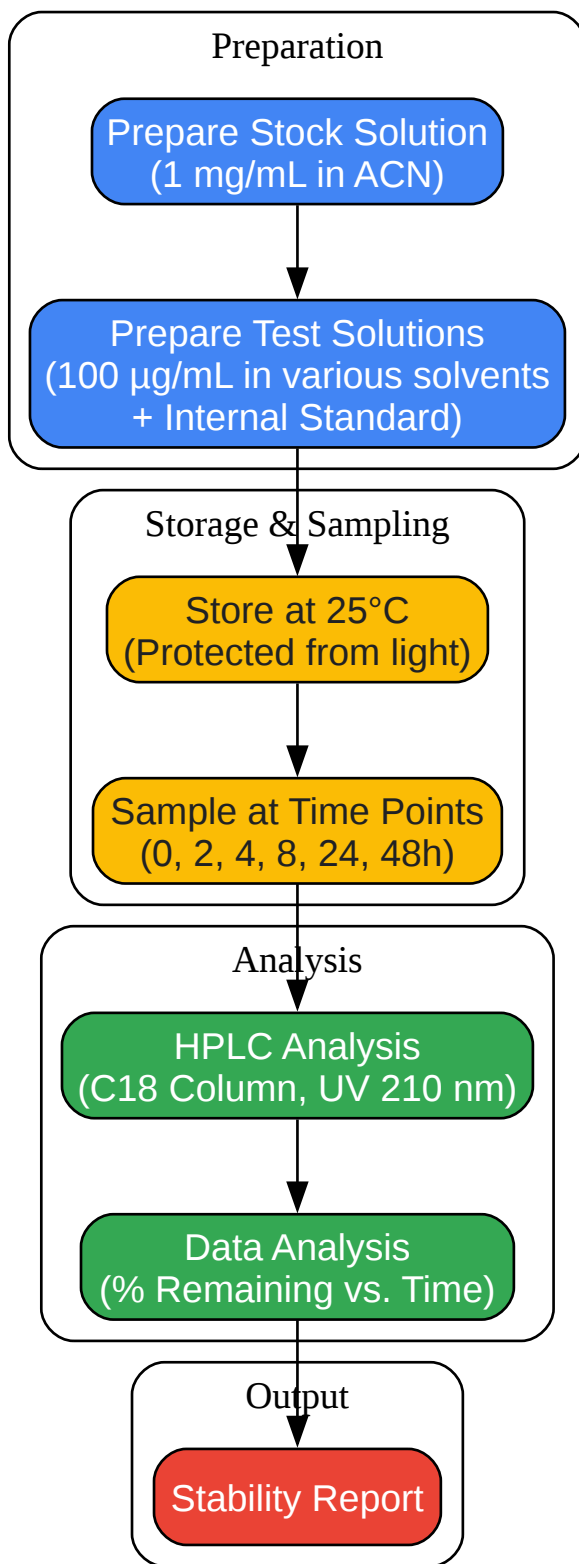 Preparation
Prepare Stock Solution
(1 mg/mL in ACN)
Prepare Test Solutions
(100 µg/mL in various solvents
+ Internal Standard)
Storage & Sampling
Store at 25°C
(Protected from light)
Sample at Time Points
(0, 2, 4, 8, 24, 48h)
Analysis
HPLC Analysis
(C18 Column, UV 210 nm)
Data Analysis
(% Remaining vs. Time)
Output
Stability Report